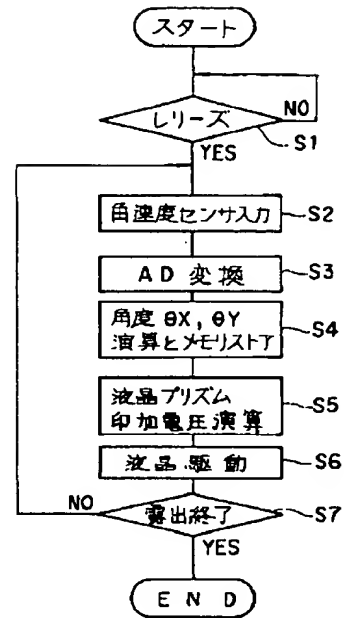 スタート
レリーズ
NO
S1
YES
角速度センサ入力
S2
AD変換
S3
角度 θX, θY
演算とメモリストア
S4
液晶プリズム
印加電圧演算
S5
液晶駆動
S6
NO
露出終了
S7
YES
END